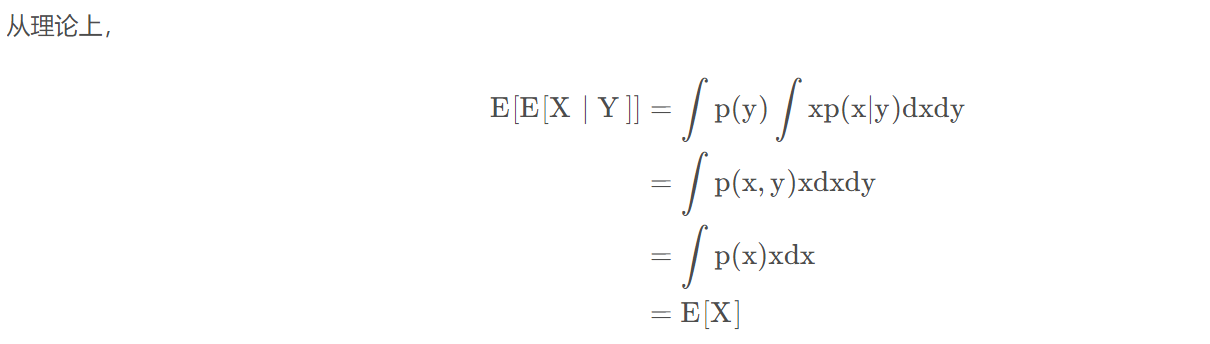 从理论上,
E[E[X | Y ]] = ∫ p(y) ∫ xp(x|y)dxdy
= ∫ p(x, y)xdxdy
= ∫ p(x)xdx
= E[X]